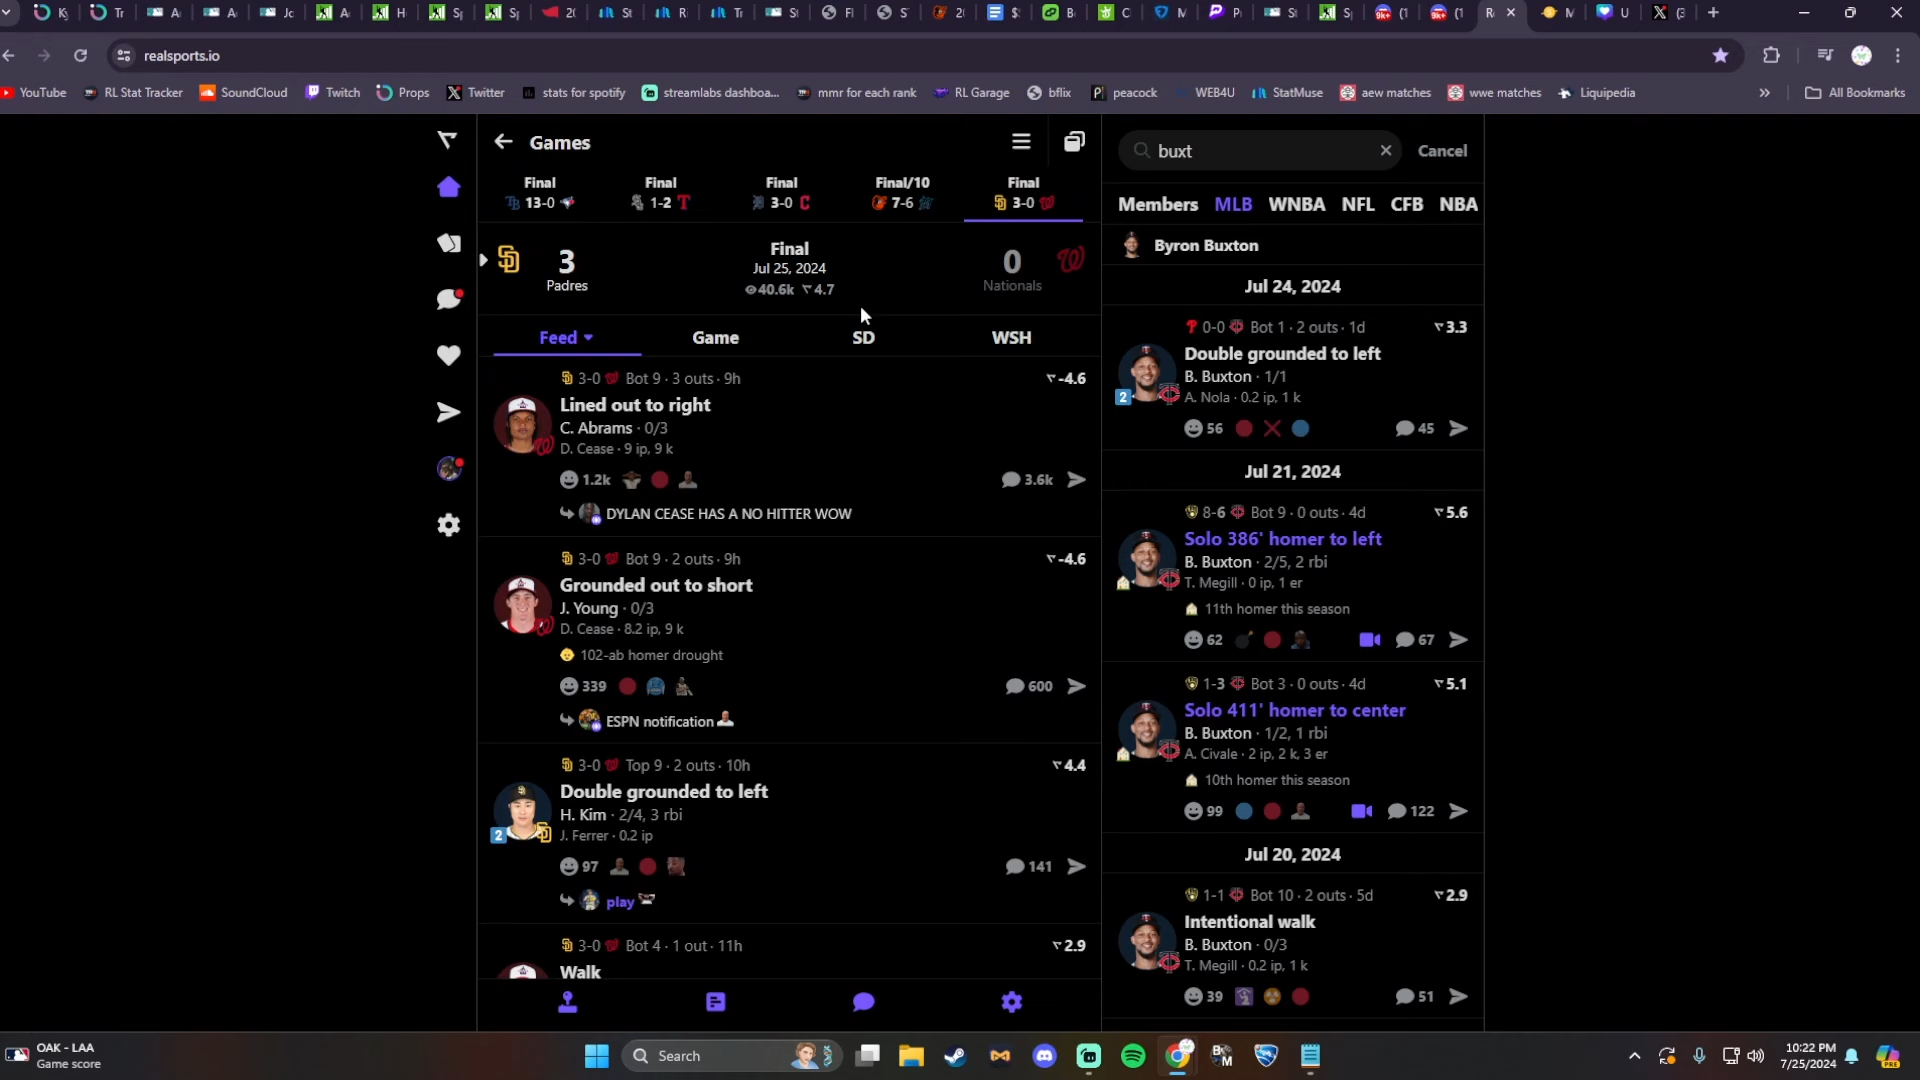 realsports.io
YouTube RL Stat Tracker SoundCloud Twitch Props Twitter stats for spotify streamlabs dashboa... mmr for each rank RL Garage bflix peacock WEB4U StatMuse aew matches wwe matches Liquipedia » All Bookmarks
Games
Final Final Final Final/10 Final
13-0 1-2 3-0 7-6 3-0
3
Padres
Final
Jul 25, 2024
40.6k 4.7
0
Nationals
Feed Game SD WSH
3-0 Bot 9 · 3 outs · 9h -4.6
Lined out to right
C. Abrams · 0/3
D. Cease · 9 ip, 9 k
1.2k 3.6k
DYLAN CEASE HAS A NO HITTER WOW
3-0 Bot 9 · 2 outs · 9h -4.6
Grounded out to short
J. Young · 0/3
D. Cease · 8.2 ip, 9 k
102-ab homer drought
339 600
ESPN notification
3-0 Top 9 · 2 outs · 10h 4.4
Double grounded to left
H. Kim · 2/4, 3 rbi
J. Ferrer · 0.2 ip
2
97 141
play
3-0 Bot 4 · 1 out · 11h 2.9
Walk
buxt Cancel
Members MLB WNBA NFL CFB NBA
Byron Buxton
Jul 24, 2024
0-0 Bot 1 · 2 outs · 1d 3.3
Double grounded to left
B. Buxton · 1/1
A. Nola · 0.2 ip, 1 k
2
56 45
Jul 21, 2024
8-6 Bot 9 · 0 outs · 4d 5.6
Solo 386' homer to left
B. Buxton · 2/5, 2 rbi
T. Megill · 0 ip, 1 er
11th homer this season
62 67
1-3 Bot 3 · 0 outs · 4d 5.1
Solo 411' homer to center
B. Buxton · 1/2, 1 rbi
A. Civale · 2 ip, 2 k, 3 er
10th homer this season
99 122
Jul 20, 2024
1-1 Bot 10 · 2 outs · 5d 2.9
Intentional walk
B. Buxton · 0/3
T. Megill · 0.2 ip, 1 k
39 51
OAK - LAA
Game score
Search
10:22 PM
7/25/2024